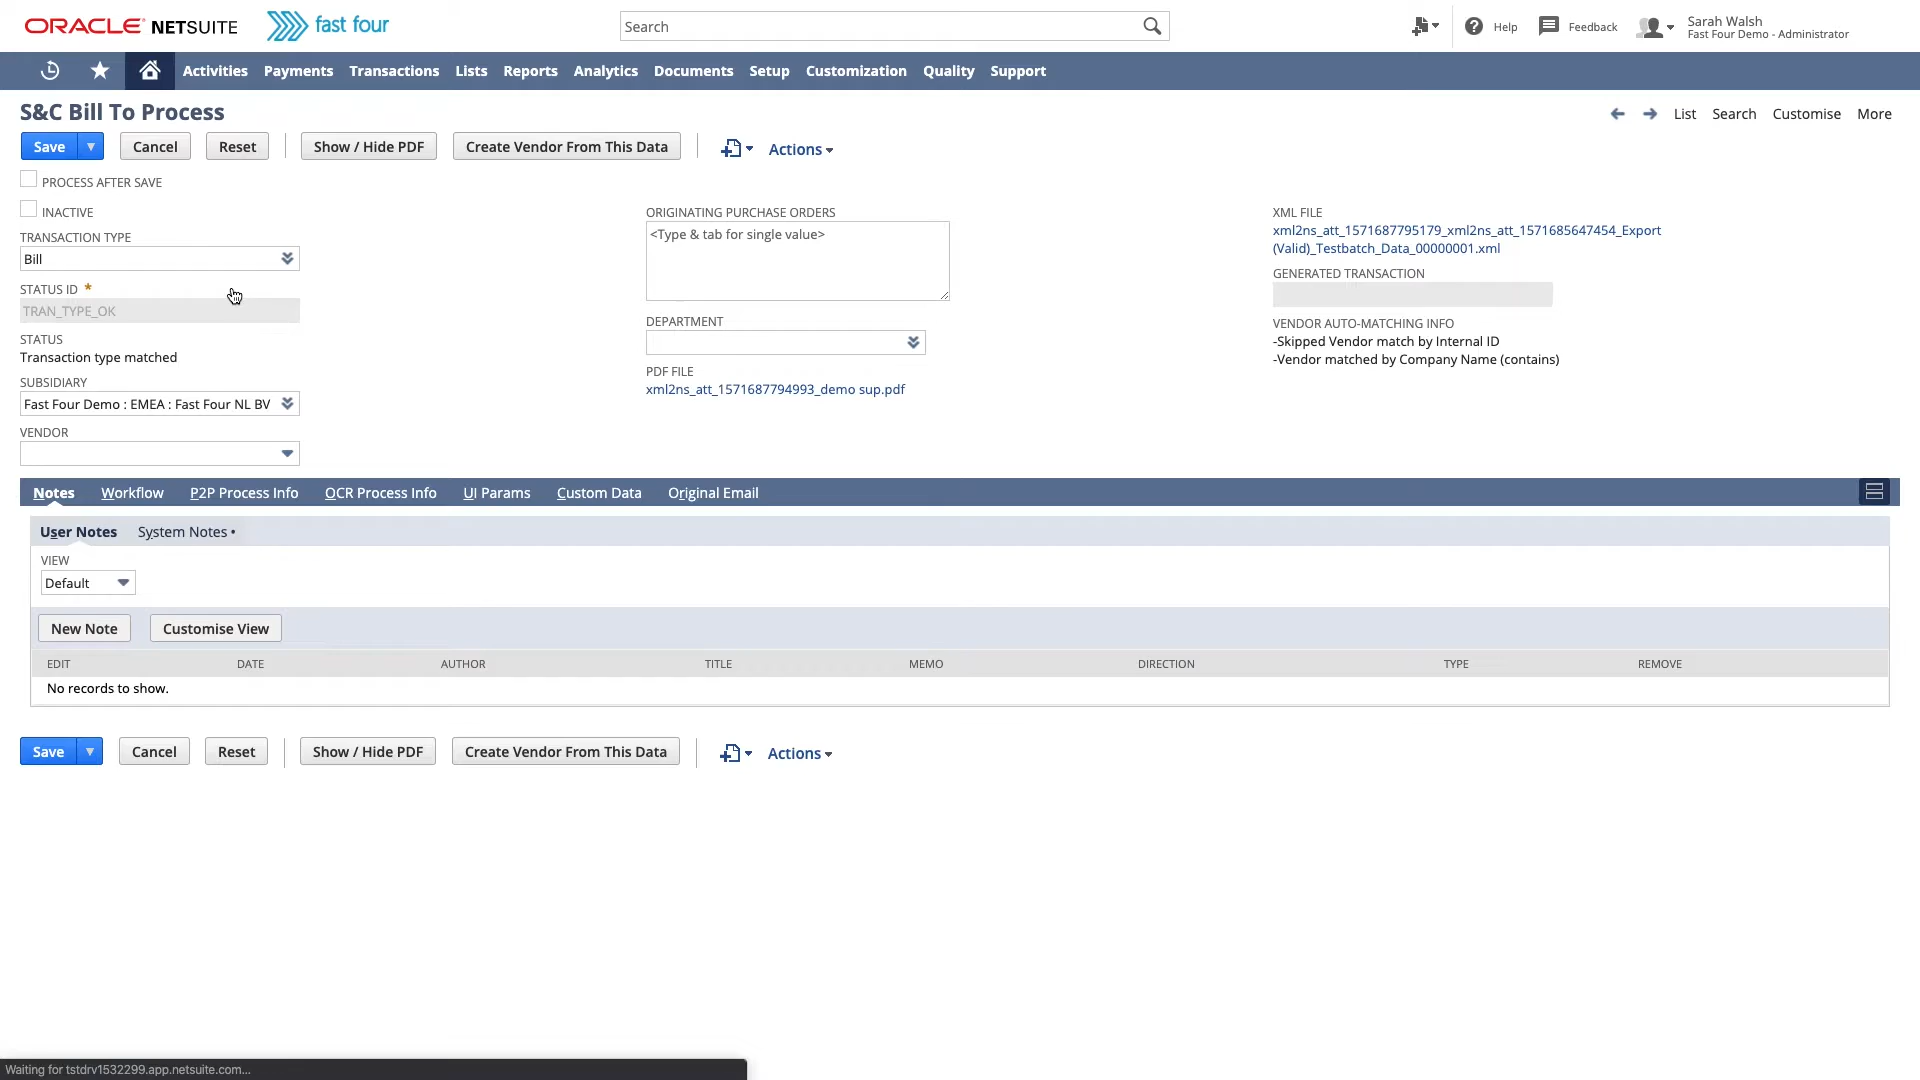 ORACLE NETSUITE
fast four
Search
Help
Feedback
Sarah Walsh
Fast Four Demo - Administrator
Activities Payments Transactions Lists Reports Analytics Documents Setup Customization Quality Support
S&C Bill To Process
List Search Customise More
Save Cancel Reset Show / Hide PDF Create Vendor From This Data Actions
PROCESS AFTER SAVE
INACTIVE
TRANSACTION TYPE
Bill
STATUS ID *
TRAN_TYPE_OK
STATUS
Transaction type matched
SUBSIDIARY
Fast Four Demo : EMEA : Fast Four NL BV
VENDOR
ORIGINATING PURCHASE ORDERS
<Type & tab for single value>
DEPARTMENT
PDF FILE
xml2ns_att_1571687794993_demo sup.pdf
XML FILE
xml2ns_att_1571687795179_xml2ns_att_1571685647454_Export
(Valid)_Testbatch_Data_00000001.xml
GENERATED TRANSACTION
VENDOR AUTO-MATCHING INFO
-Skipped Vendor match by Internal ID
-Vendor matched by Company Name (contains)
Notes Workflow P2P Process Info OCR Process Info UI Params Custom Data Original Email
User Notes System Notes •
VIEW
Default
New Note Customise View
EDIT DATE AUTHOR TITLE MEMO DIRECTION TYPE REMOVE
No records to show.
Save Cancel Reset Show / Hide PDF Create Vendor From This Data Actions
Waiting for tstdrv1532299.app.netsuite.com...